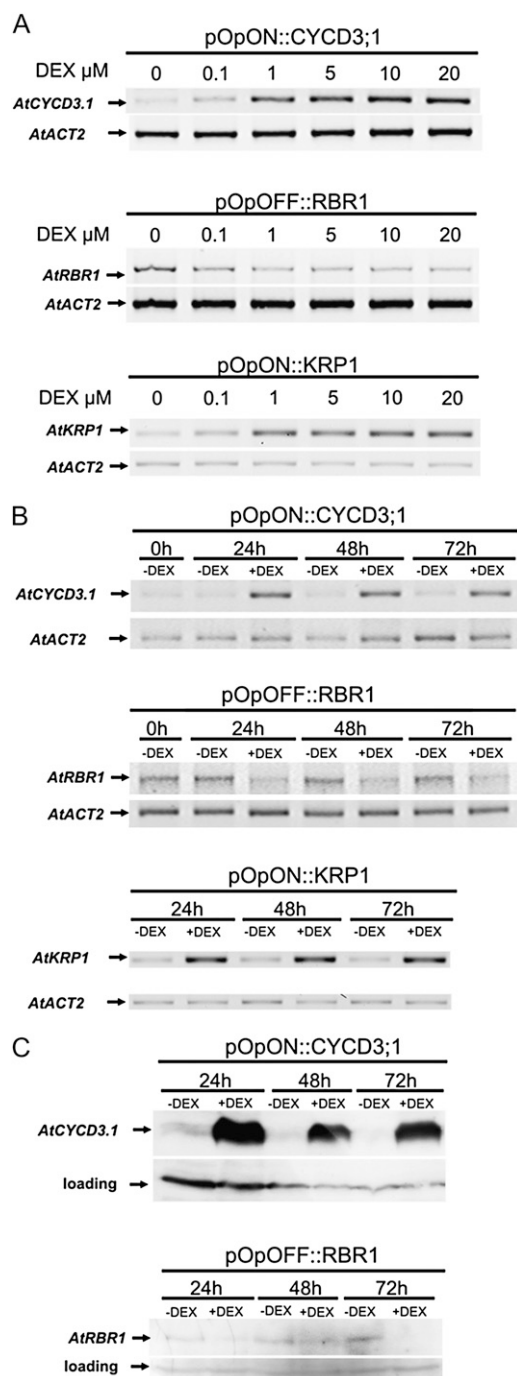 A
pOpON::CYCD3;1
DEX µM 0 0.1 1 5 10 20
AtCYCD3.1
AtACT2
pOpOFF::RBR1
DEX µM 0 0.1 1 5 10 20
AtRBR1
AtACT2
pOpON::KRP1
DEX µM 0 0.1 1 5 10 20
AtKRP1
AtACT2
B
pOpON::CYCD3;1
0h 24h 48h 72h
-DEX -DEX +DEX -DEX +DEX -DEX +DEX
AtCYCD3.1
AtACT2
pOpOFF::RBR1
0h 24h 48h 72h
-DEX -DEX +DEX -DEX +DEX -DEX +DEX
AtRBR1
AtACT2
pOpON::KRP1
24h 48h 72h
-DEX +DEX -DEX +DEX -DEX +DEX
AtKRP1
AtACT2
C
pOpON::CYCD3;1
24h 48h 72h
-DEX +DEX -DEX +DEX -DEX +DEX
AtCYCD3.1
loading
pOpOFF::RBR1
24h 48h 72h
-DEX +DEX -DEX +DEX -DEX +DEX
AtRBR1
loading